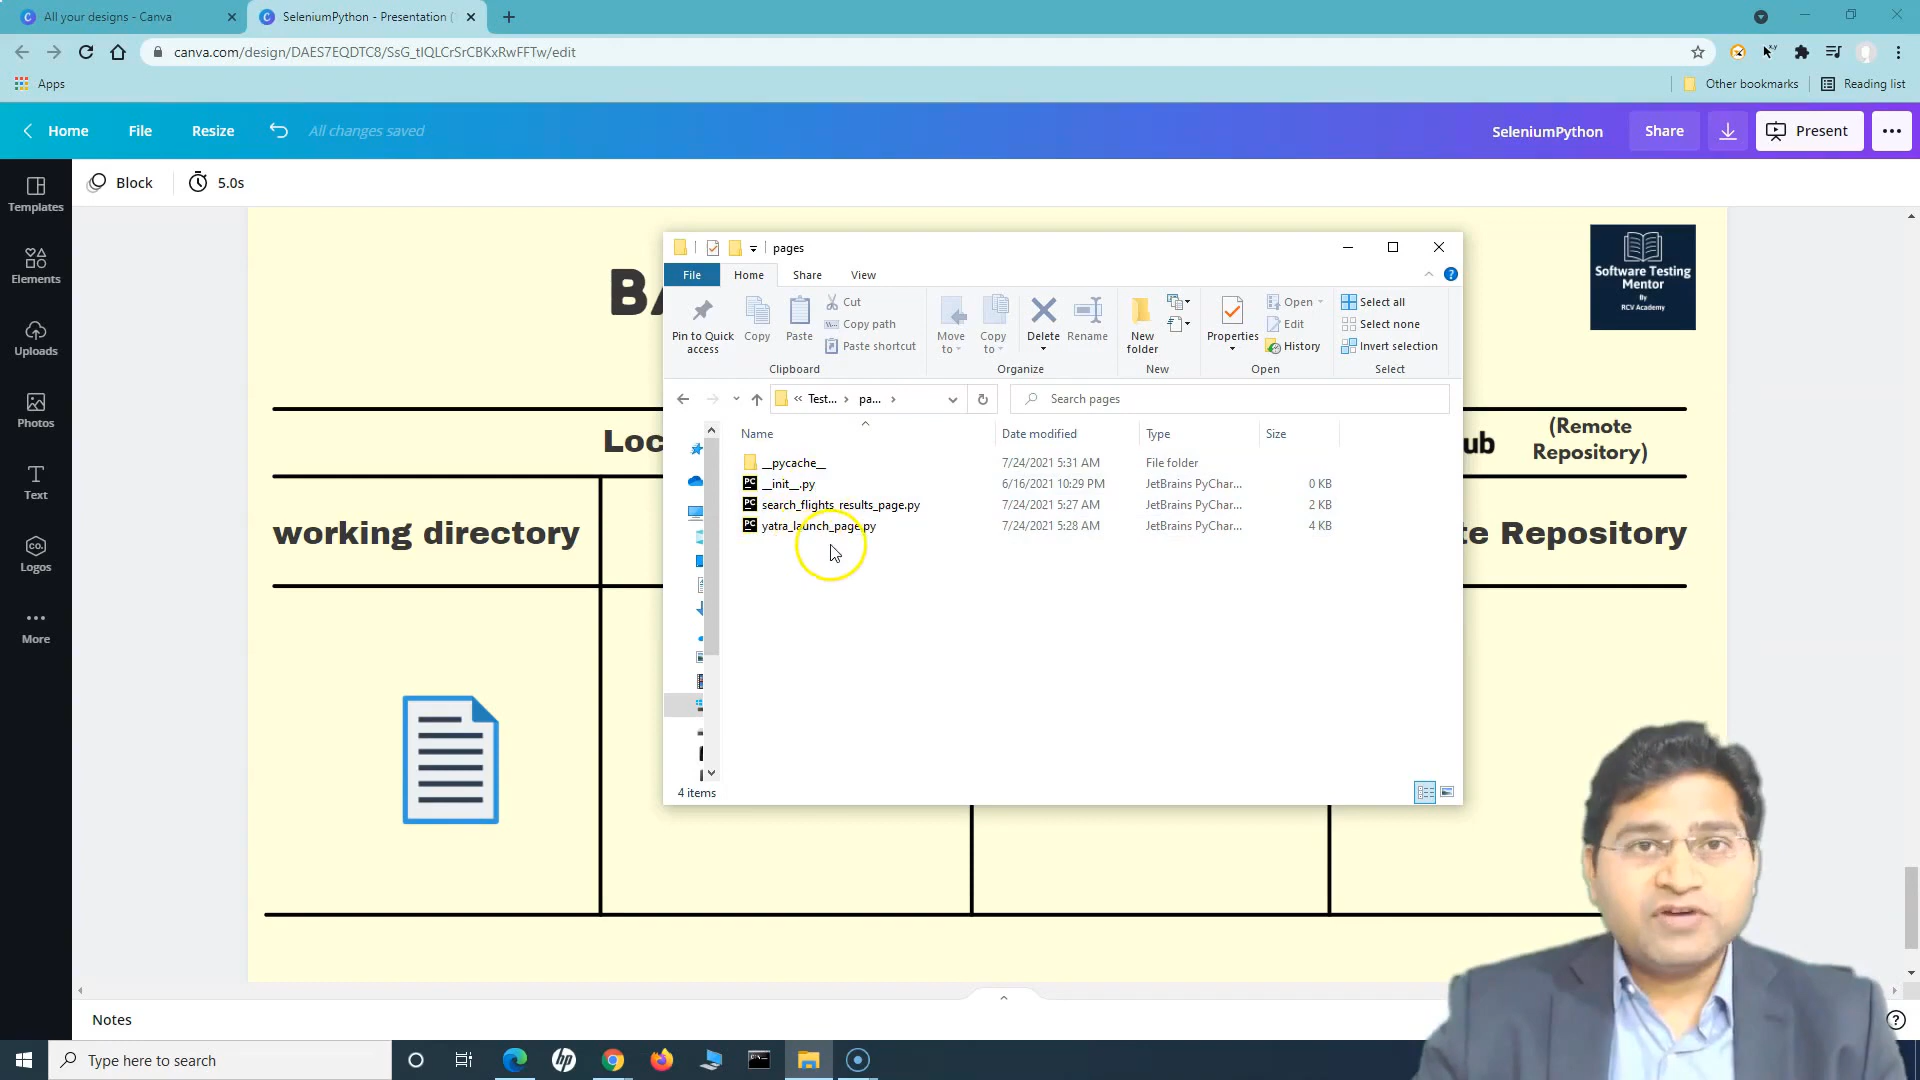 All your designs - Canva
SeleniumPython - Presentation (
canva.com/design/DAES7EQDTC8/SsG_tIQLCrSrCBKxRwFFTw/edit
Apps
Other bookmarks
Reading list
Home
File
Resize
All changes saved
SeleniumPython
Share
Present
Templates
Elements
Uploads
Photos
Text
Logos
More
Block
5.0s
BA
Software Testing
Mentor
By
RCV Academy
Loc
ub
(Remote
Repository)
working directory
te Repository
pages
File
Home
Share
View
Pin to Quick
access
Copy
Paste
Cut
Copy path
Paste shortcut
Clipboard
Move
to
Copy
to
Delete
Rename
Organize
New
folder
New
Properties
Open
Edit
History
Open
Select all
Select none
Invert selection
Select
« Test... › pa... ›
Search pages
Name Date modified Type Size
__pycache__ 7/24/2021 5:31 AM File folder
__init__.py 6/16/2021 10:29 PM JetBrains PyChar... 0 KB
search_flights_results_page.py 7/24/2021 5:27 AM JetBrains PyChar... 2 KB
yatra_launch_page.py 7/24/2021 5:28 AM JetBrains PyChar... 4 KB
4 items
Notes
Type here to search